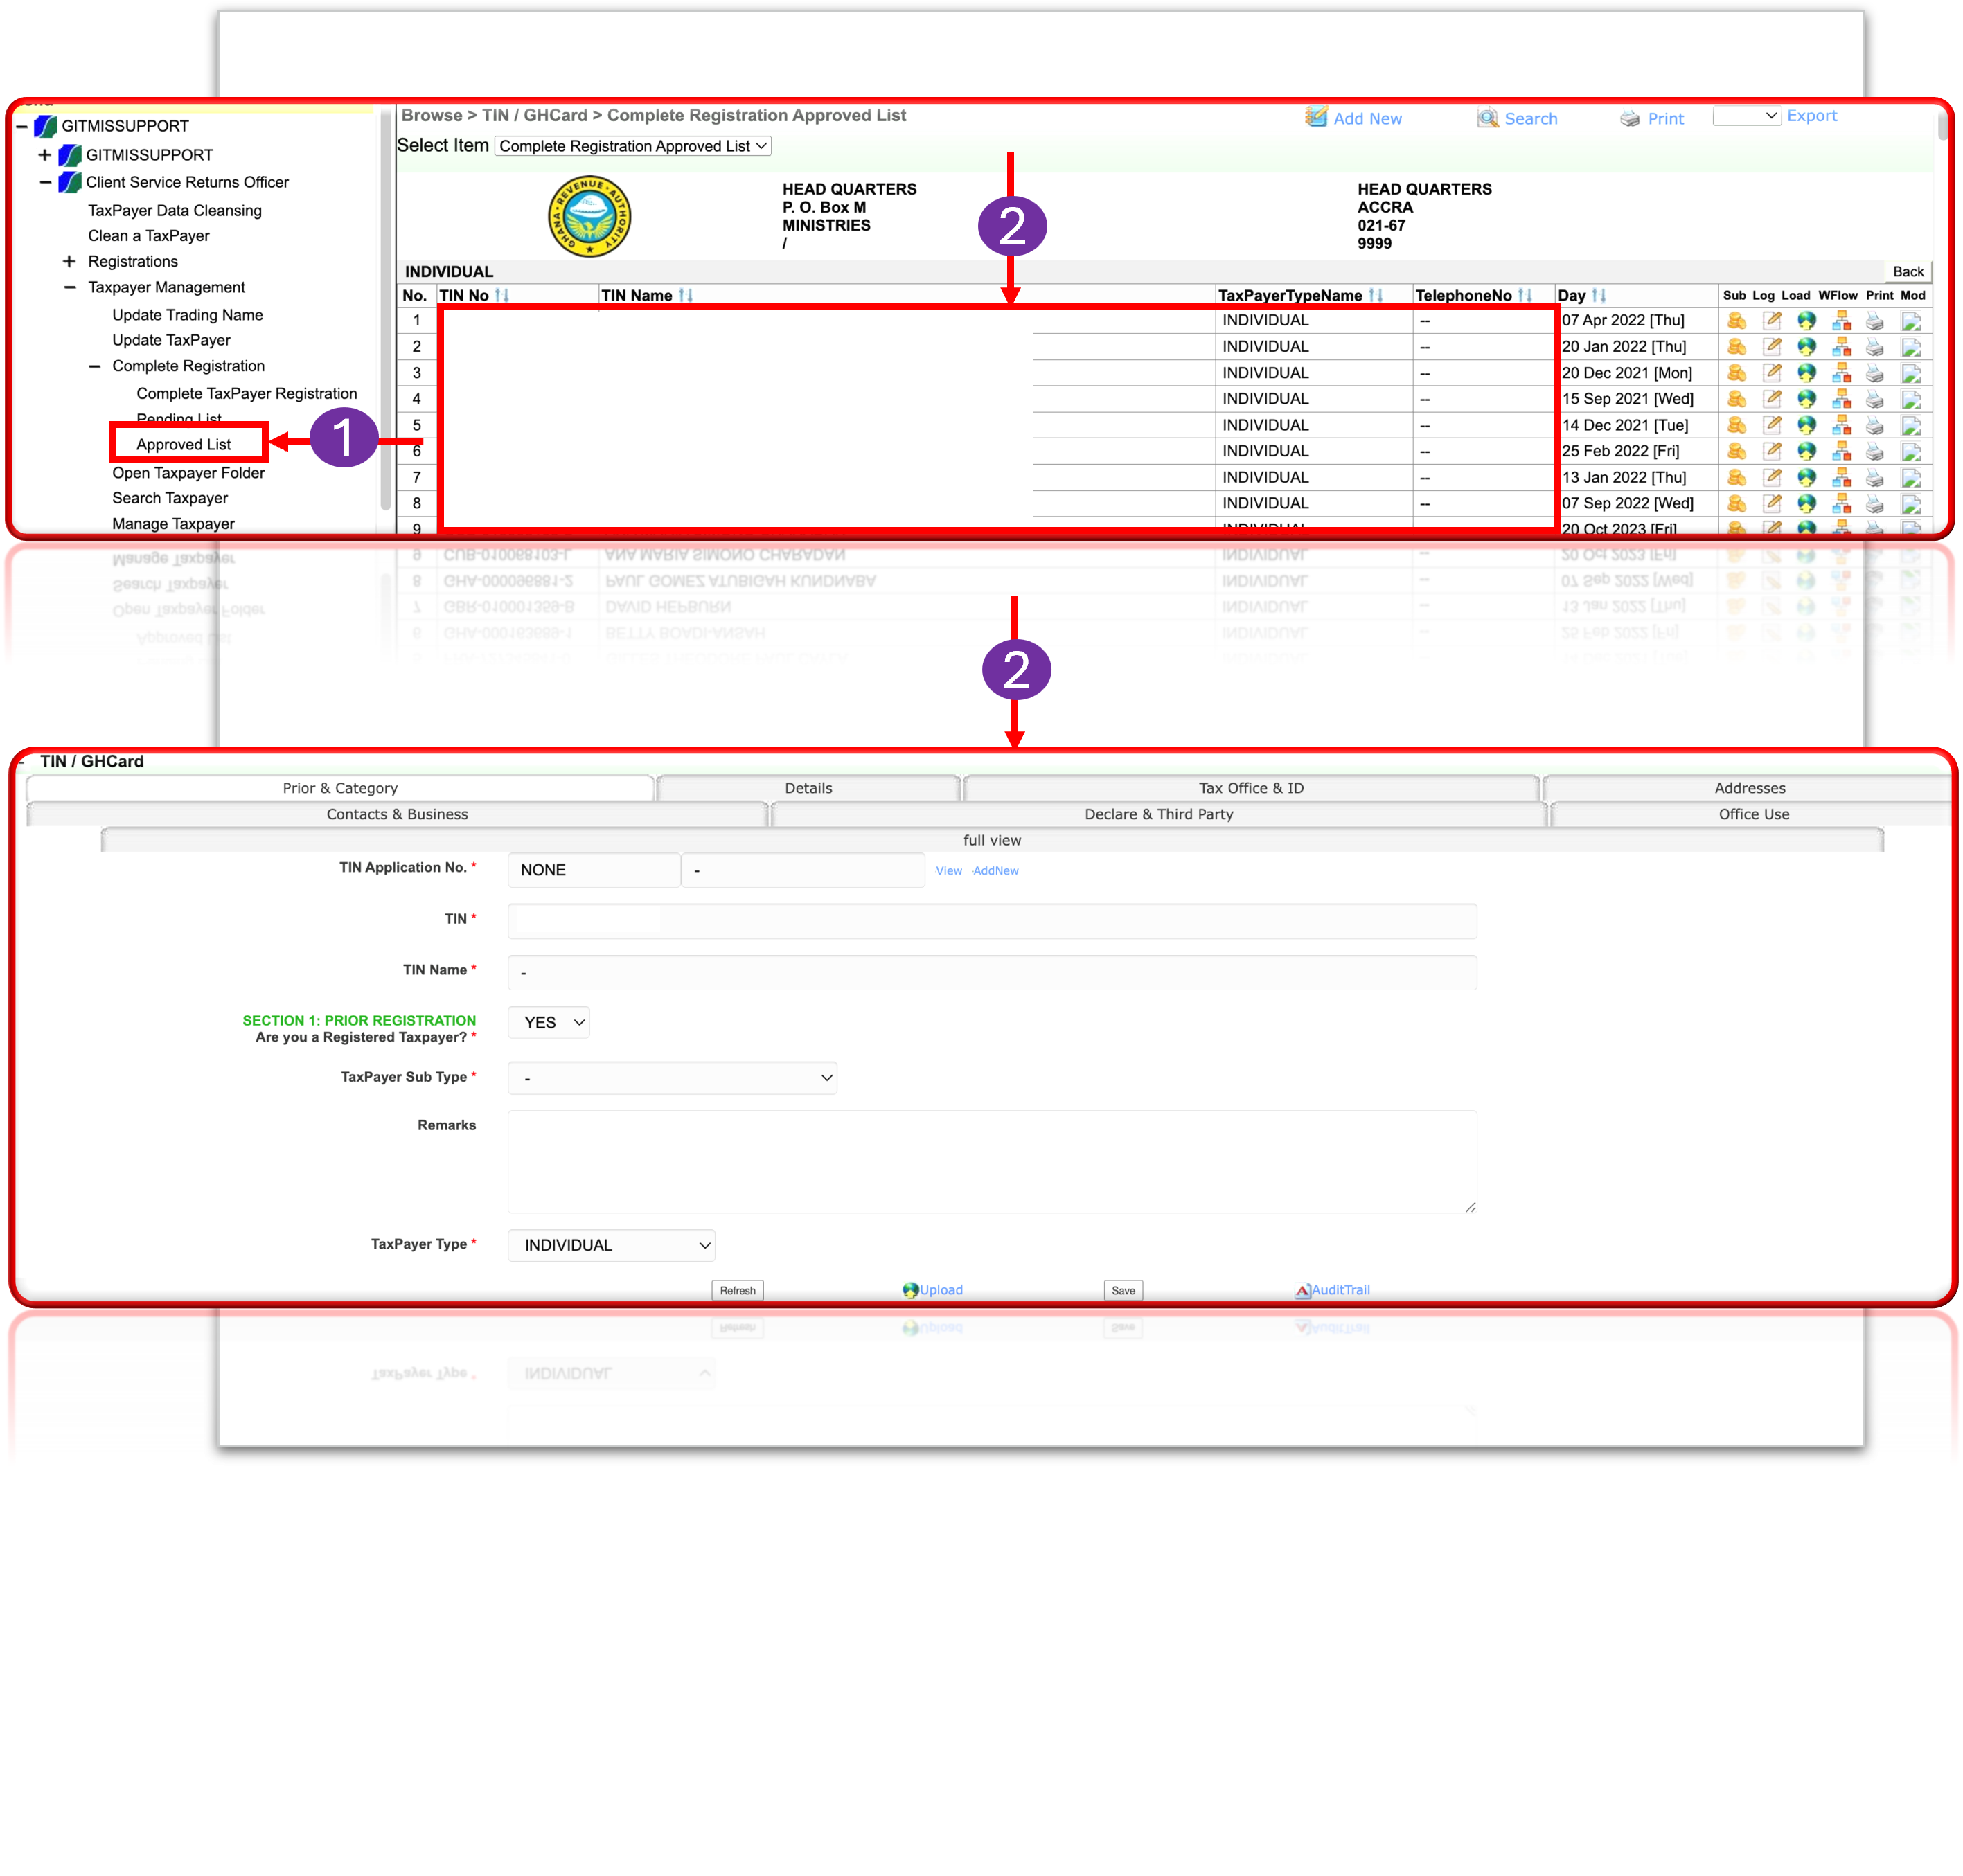 GITMISSUPPORT
GITMISSUPPORT
Client Service Returns Officer
TaxPayer Data Cleansing
Clean a TaxPayer
Registrations
Taxpayer Management
Update Trading Name
Update TaxPayer
Complete Registration
Complete TaxPayer Registration
Pending List
Approved List
Open Taxpayer Folder
Search Taxpayer
Manage Taxpayer
1
Browse > TIN / GHCard > Complete Registration Approved List
Add New Search Print Export
Select Item Complete Registration Approved List
GHANA · REVENUE · AUTHORITY
HEAD QUARTERS
P. O. Box M
MINISTRIES
/
2
HEAD QUARTERS
ACCRA
021-67
9999
INDIVIDUAL Back
No. TIN No TIN Name TaxPayerTypeName TelephoneNo Day Sub Log Load WFlow Print Mod
1 INDIVIDUAL -- 07 Apr 2022 [Thu]
2 INDIVIDUAL -- 20 Jan 2022 [Thu]
3 INDIVIDUAL -- 20 Dec 2021 [Mon]
4 INDIVIDUAL -- 15 Sep 2021 [Wed]
5 INDIVIDUAL -- 14 Dec 2021 [Tue]
6 INDIVIDUAL -- 25 Feb 2022 [Fri]
7 INDIVIDUAL -- 13 Jan 2022 [Thu]
8 INDIVIDUAL -- 07 Sep 2022 [Wed]
9 INDIVIDUAL 20 Oct 2023 [Fri]
2
TIN / GHCard
Prior & Category Details Tax Office & ID Addresses
Contacts & Business Declare & Third Party Office Use
full view
TIN Application No. * NONE - View AddNew
TIN *
TIN Name * -
SECTION 1: PRIOR REGISTRATION
Are you a Registered Taxpayer? * YES
TaxPayer Sub Type * -
Remarks
TaxPayer Type * INDIVIDUAL
Refresh Upload Save AuditTrail